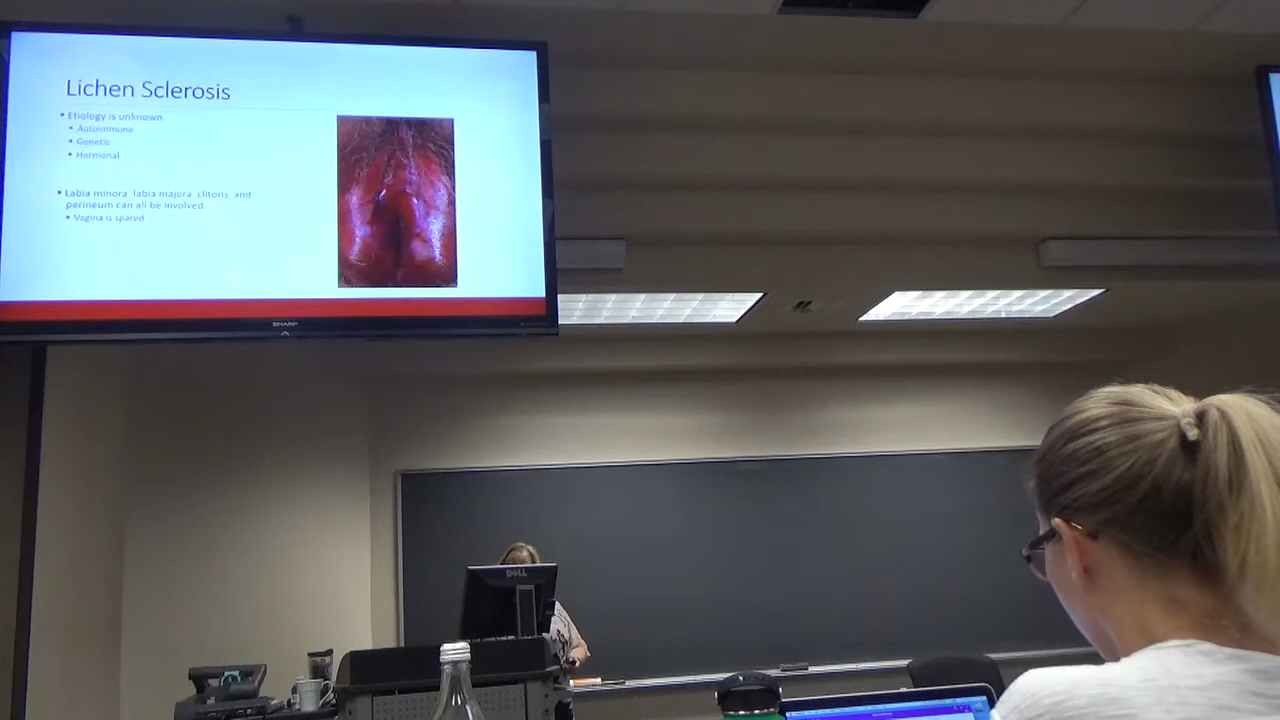 Lichen Sclerosis
▪ Etiology is unknown:
▪ Autoimmune
▪ Genetic
▪ Hormonal
▪ Labia minora, labia majora, clitoris, and
perineum can all be involved
▪ Vagina is spared
SHARP
DELL